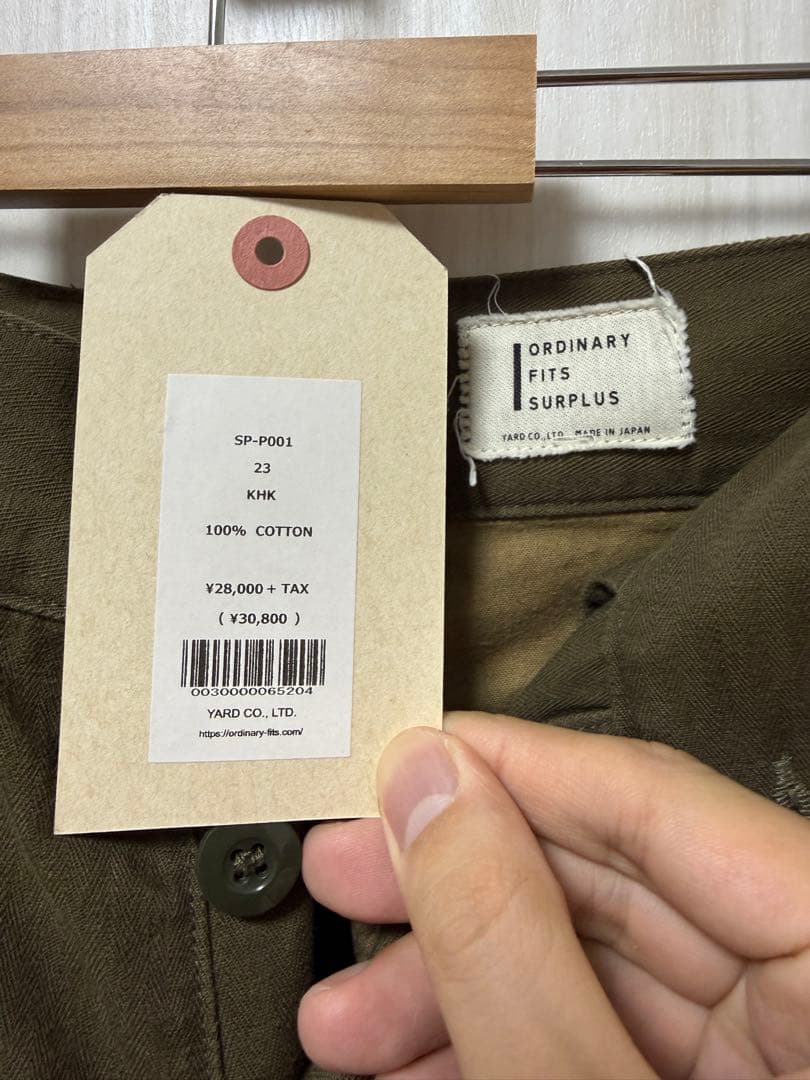 SP-P001
23
KHK
100% COTTON
¥28,000 + TAX
( ¥30,800 )
0030000065204
YARD CO., LTD.
https://ordinary-fits.com/
ORDINARY
FITS
SURPLUS
YARD CO.,LTD. MADE IN JAPAN